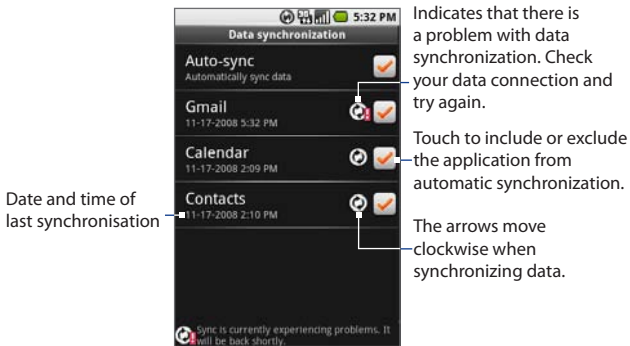 5:32 PM
Data synchronization
Auto-sync
Automatically sync data
Gmail
11-17-2008 5:32 PM
Calendar
11-17-2008 2:09 PM
Contacts
11-17-2008 2:10 PM
Sync is currently experiencing problems. It
will be back shortly.
Date and time of
last synchronisation
Indicates that there is
a problem with data
synchronization. Check
your data connection and
try again.
Touch to include or exclude
the application from
automatic synchronization.
The arrows move
clockwise when
synchronizing data.